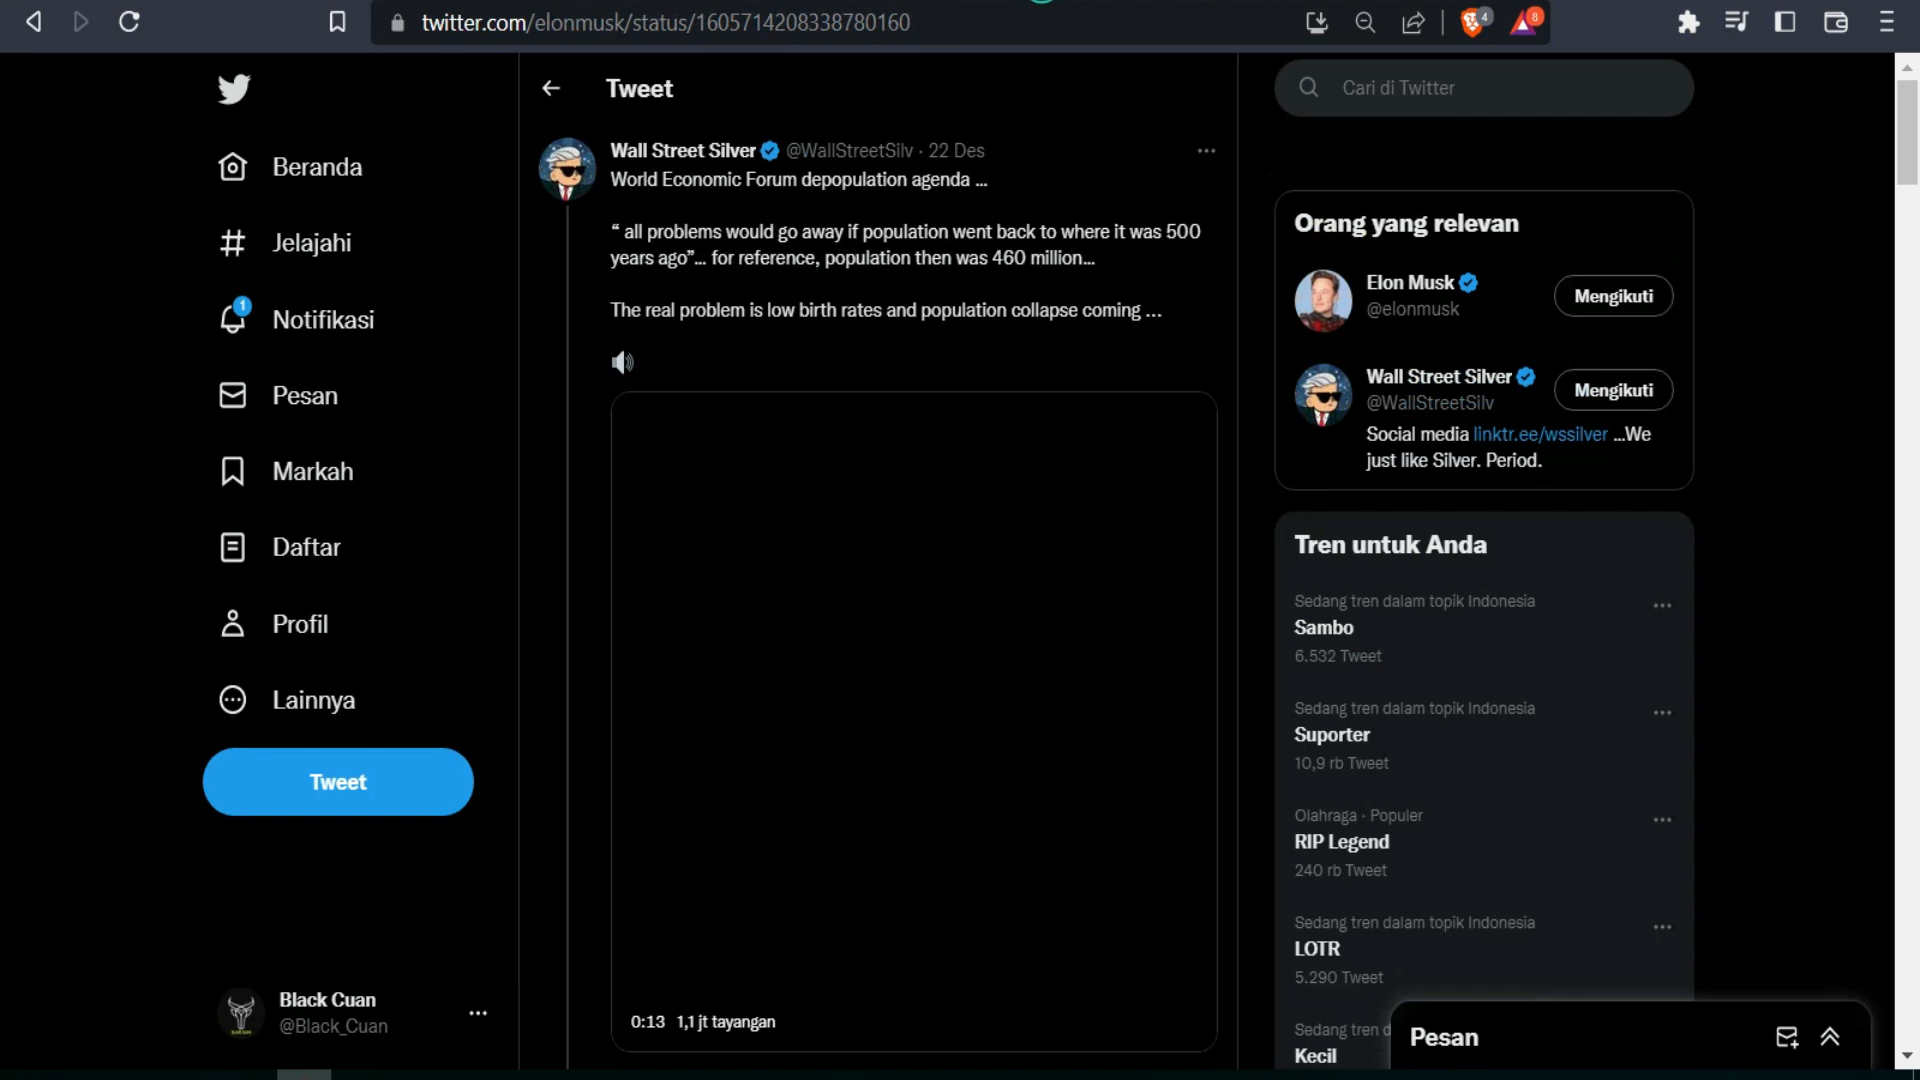 twitter.com/elonmusk/status/1605714208338780160
4
8
Beranda
Jelajahi
1
Notifikasi
Pesan
Markah
Daftar
Profil
Lainnya
Tweet
Black Cuan
@Black_Cuan
Tweet
Wall Street Silver @WallStreetSilv · 22 Des
World Economic Forum depopulation agenda ...
“ all problems would go away if population went back to where it was 500
years ago”... for reference, population then was 460 million...
The real problem is low birth rates and population collapse coming ...
0:13 1,1 jt tayangan
Cari di Twitter
Orang yang relevan
Elon Musk
@elonmusk
Mengikuti
Wall Street Silver
@WallStreetSilv
Mengikuti
Social media linktr.ee/wssilver ...We
just like Silver. Period.
Tren untuk Anda
Sedang tren dalam topik Indonesia
Sambo
6.532 Tweet
Sedang tren dalam topik Indonesia
Suporter
10,9 rb Tweet
Olahraga · Populer
RIP Legend
240 rb Tweet
Sedang tren dalam topik Indonesia
LOTR
5.290 Tweet
Sedang tren d
Kecil
Pesan